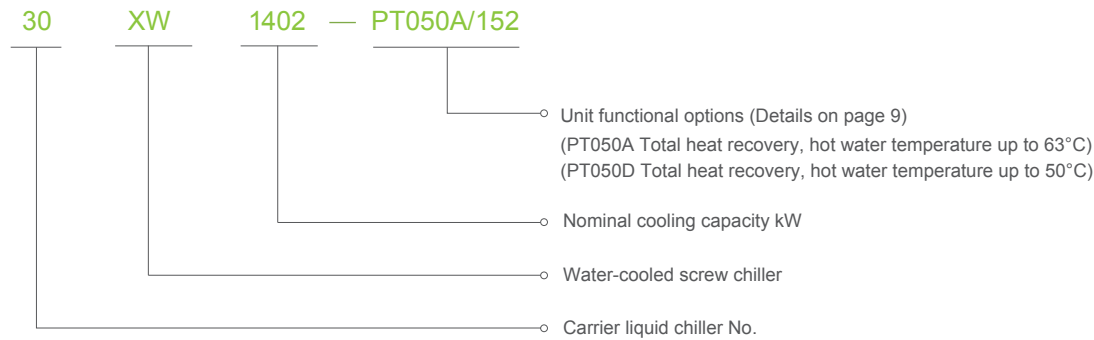 30 XW 1402 — PT050A/152
Unit functional options (Details on page 9)
(PT050A Total heat recovery, hot water temperature up to 63°C)
(PT050D Total heat recovery, hot water temperature up to 50°C)
Nominal cooling capacity kW
Water-cooled screw chiller
Carrier liquid chiller No.